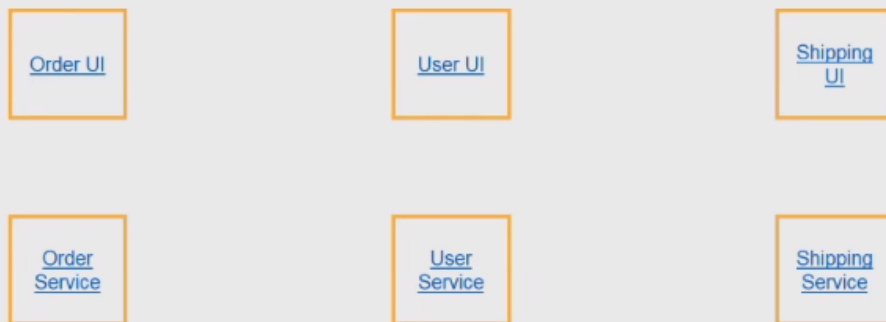 Order UI
User UI
Shipping
UI
Order
Service
User
Service
Shipping
Service